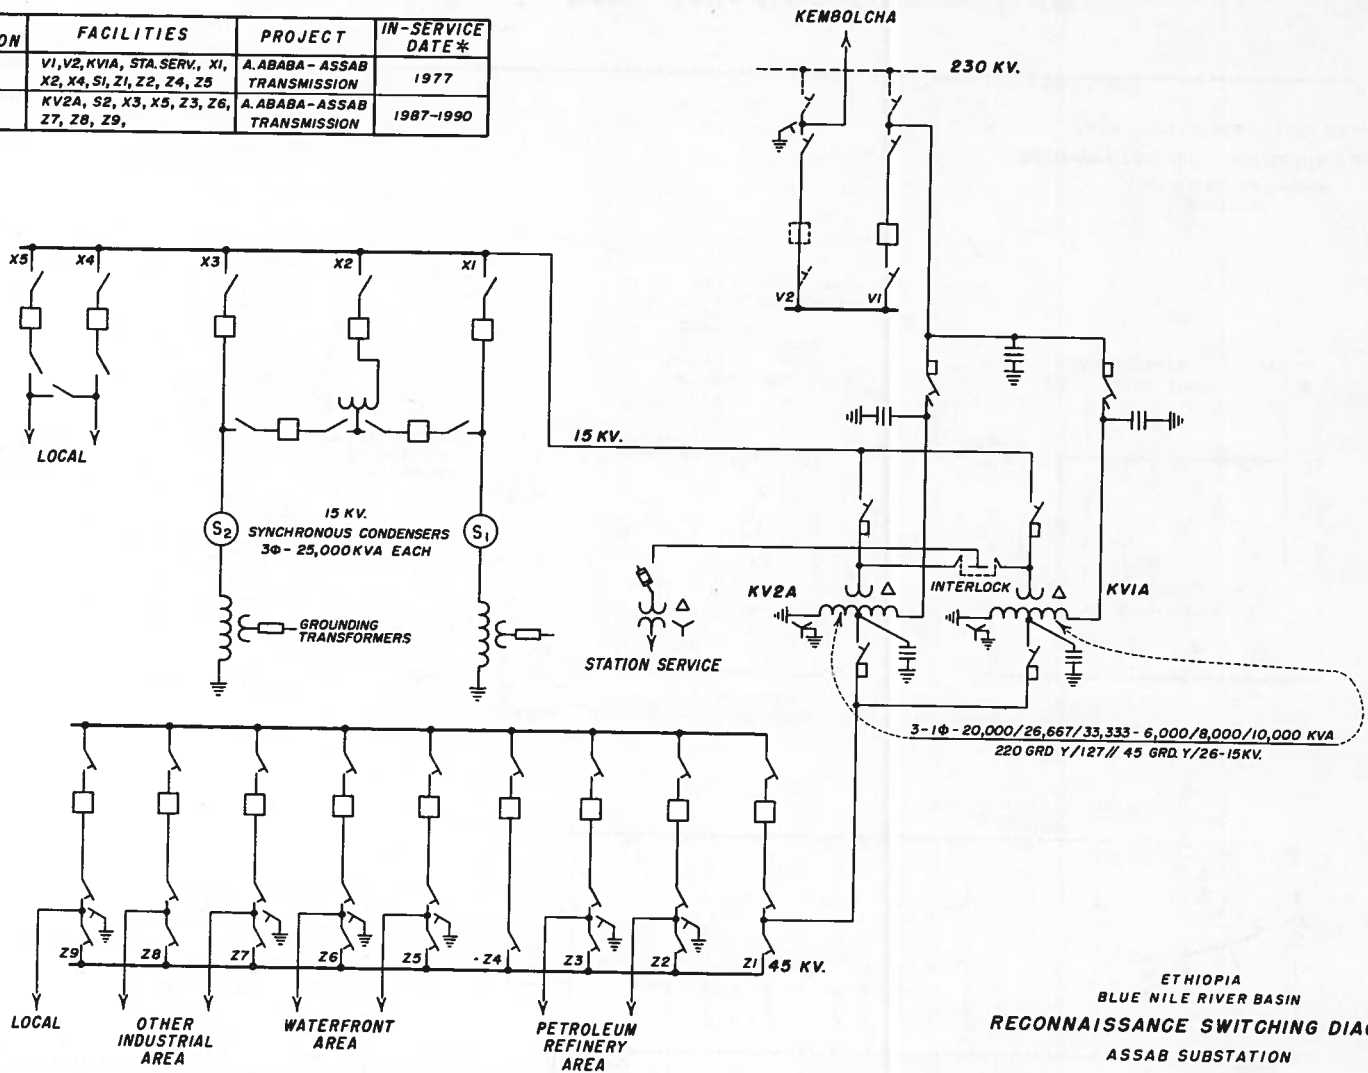 ON FACILITIES PROJECT IN-SERVICE DATE*
V1, V2, KV1A, STA. SERV., X1, X2, X4, S1, Z1, Z2, Z4, Z5 A. ABABA - ASSAB TRANSMISSION 1977
KV2A, S2, X3, X5, Z3, Z6, Z7, Z8, Z9, A. ABABA - ASSAB TRANSMISSION 1987-1990
KEMBOLCHA
230 KV.
X5 X4 X3 X2 X1
V2 V1
LOCAL
15 KV.
15 KV.
SYNCHRONOUS CONDENSERS
3Φ - 25,000 KVA EACH
S2 S1
INTERLOCK
KV2A Δ
KV1A Δ
Δ
GROUNDING
TRANSFORMERS
STATION SERVICE
3-1Φ - 20,000/26,667/33,333 - 6,000/8,000/10,000 KVA
220 GRD Y/127// 45 GRD. Y/26-15KV.
Z9 Z8 Z7 Z6 Z5 Z4 Z3 Z2 Z1 45 KV.
LOCAL
OTHER
INDUSTRIAL
AREA
WATERFRONT
AREA
PETROLEUM
REFINERY
AREA
ETHIOPIA
BLUE NILE RIVER BASIN
RECONNAISSANCE SWITCHING DIAG
ASSAB SUBSTATION